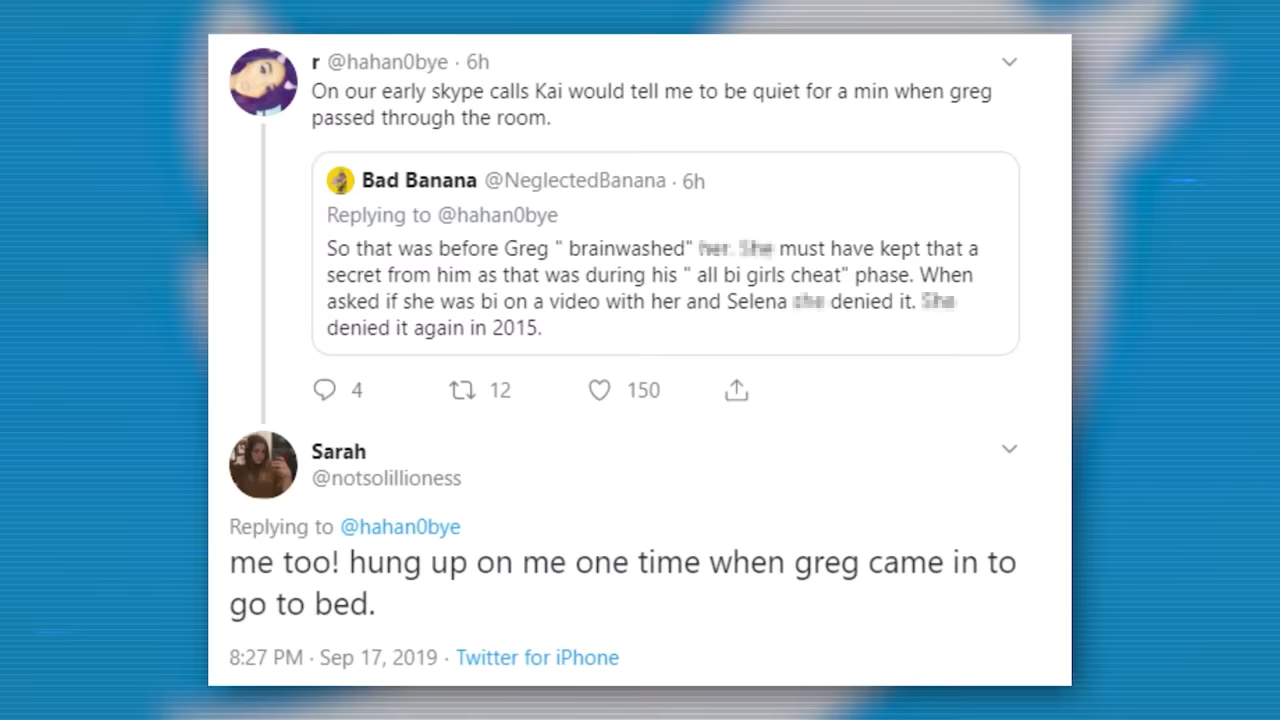 r @hahan0bye · 6h
On our early skype calls Kai would tell me to be quiet for a min when greg
passed through the room.
Bad Banana @NeglectedBanana · 6h
Replying to @hahan0bye
So that was before Greg " brainwashed" must have kept that a
secret from him as that was during his " all bi girls cheat" phase. When
asked if she was bi on a video with her and Selena denied it.
denied it again in 2015.
4 12 150
Sarah
@notsolillioness
Replying to @hahan0bye
me too! hung up on me one time when greg came in to
go to bed.
8:27 PM · Sep 17, 2019 · Twitter for iPhone